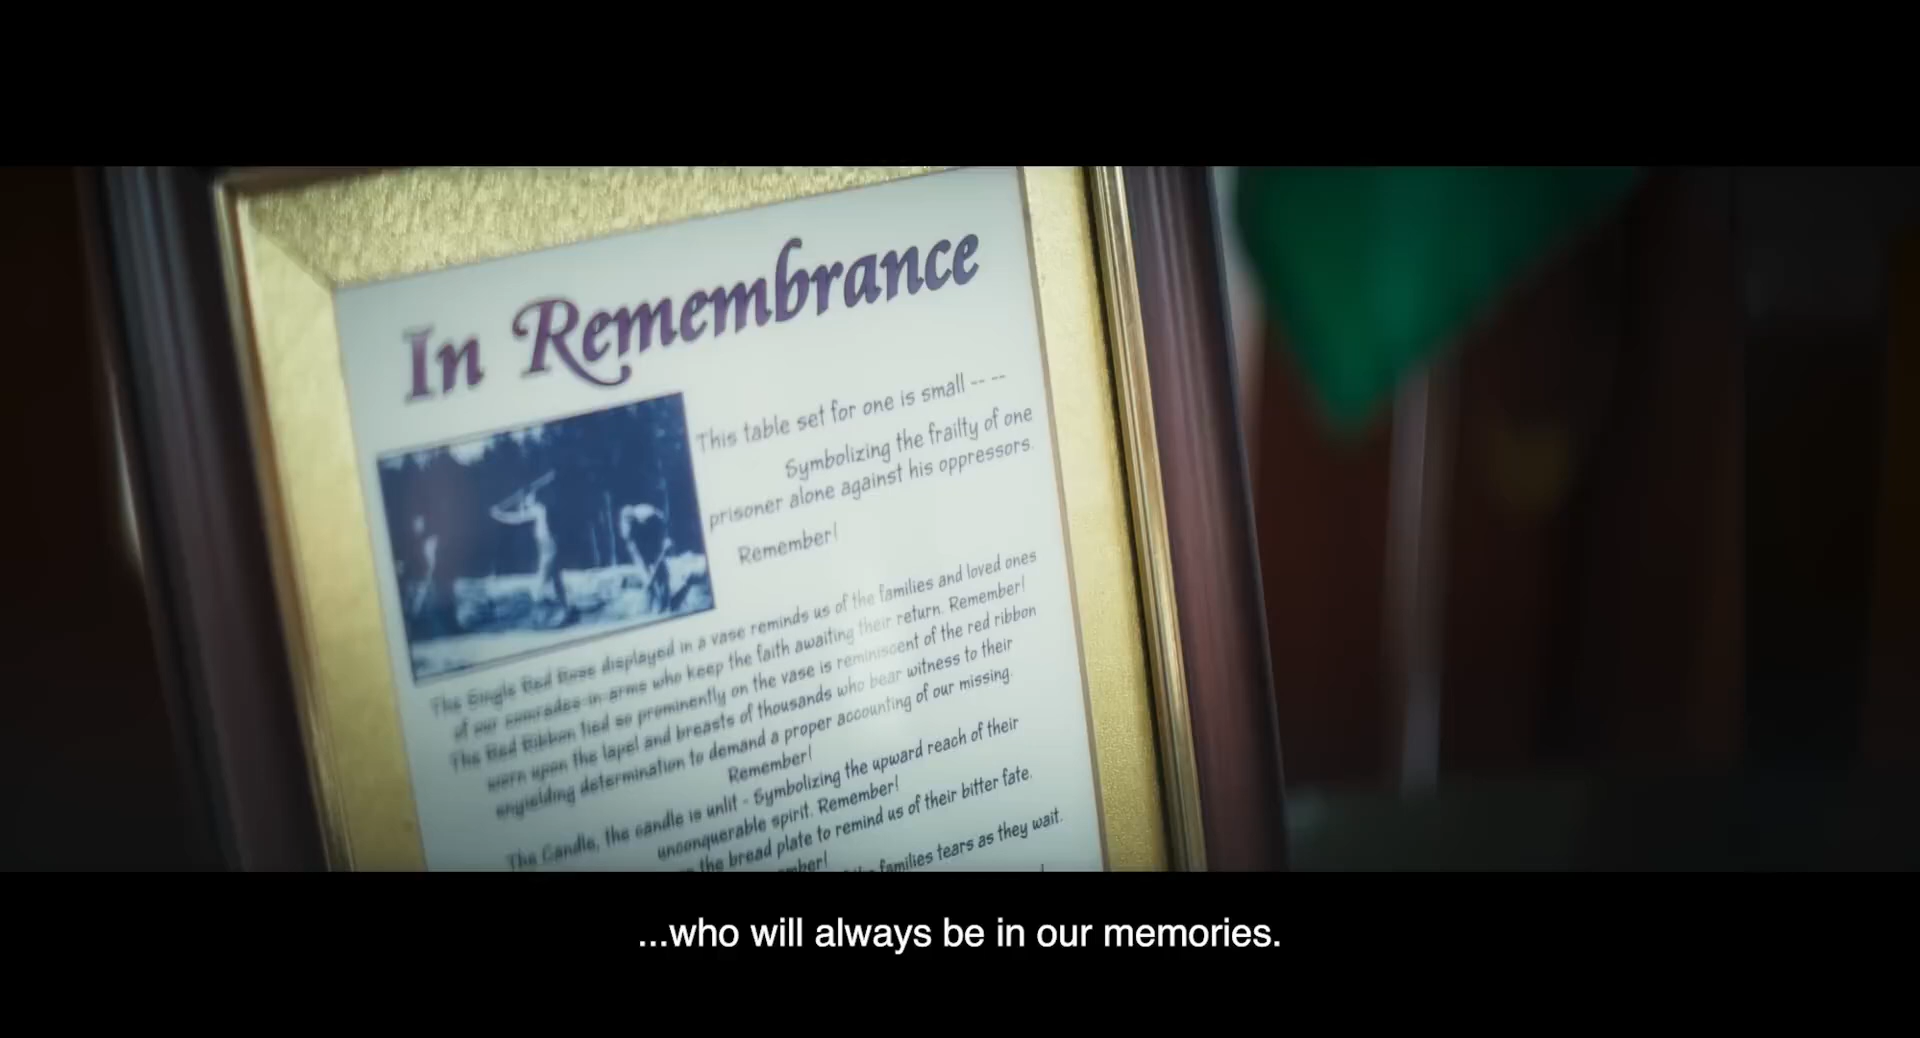 In Remembrance
This table set for one is small -- --
Symbolizing the frailty of one
prisoner alone against his oppressors.
Remember!
The Single Red Rose displayed in a vase reminds us of the families and loved ones
of our comrades-in-arms who keep the faith awaiting their return. Remember!
The Red Ribbon tied so prominently on the vase is reminiscent of the red ribbon
worn upon the lapel and breasts of thousands who bear witness to their
unyielding determination to demand a proper accounting of our missing.
Remember!
The Candle, the candle is unlit - Symbolizing the upward reach of their
unconquerable spirit. Remember!
the bread plate to remind us of their bitter fate.
families tears as they wait.
...who will always be in our memories.